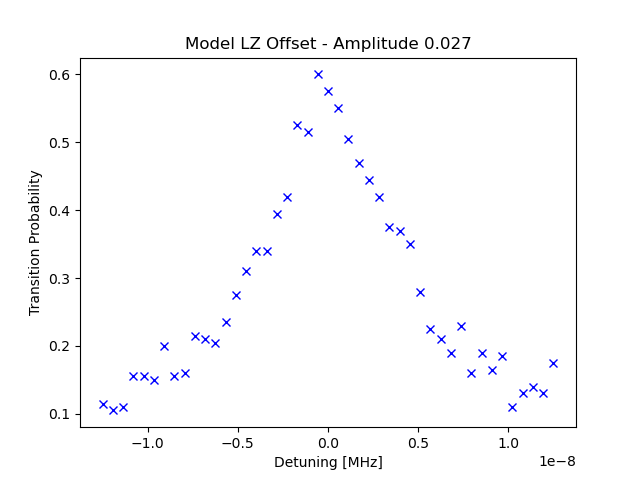 Model LZ Offset - Amplitude 0.027
0.6
0.5
0.4
0.3
0.2
0.1
Transition Probability
−1.0 −0.5 0.0 0.5 1.0
1e−8
Detuning [MHz]